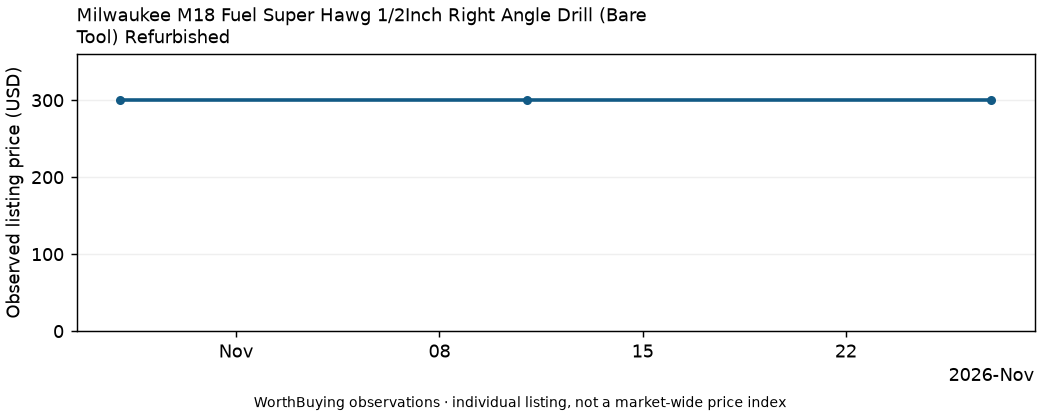 Milwaukee M18 Fuel Super Hawg 1/2Inch Right Angle Drill (Bare
Tool) Refurbished
Observed listing price (USD)
300
200
100
0
Nov
08
15
22
2026-Nov
WorthBuying observations · individual listing, not a market-wide price index